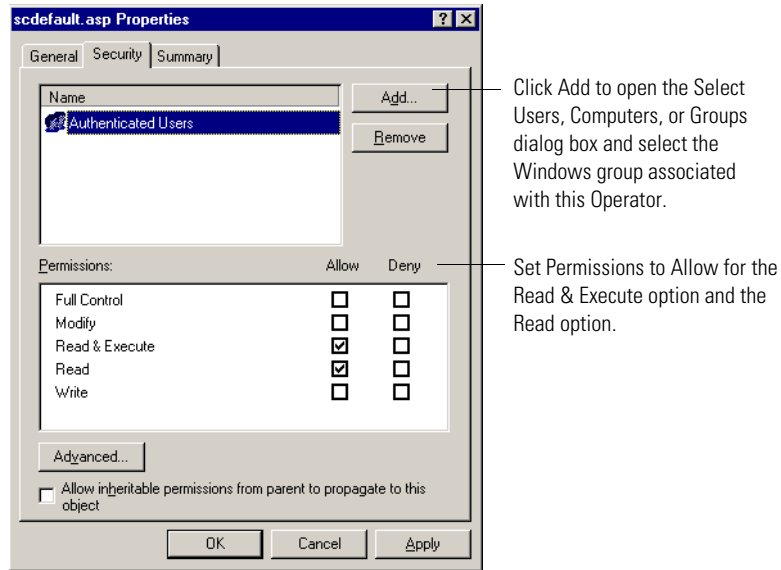 scdefault.asp Properties
General Security Summary
Name
Add...
Authenticated Users
Remove
Click Add to open the Select
Users, Computers, or Groups
dialog box and select the
Windows group associated
with this Operator.
Permissions: Allow Deny
Set Permissions to Allow for the
Read & Execute option and the
Read option.
Full Control
Modify
Read & Execute
Read
Write
Advanced...
Allow inheritable permissions from parent to propagate to this
object
OK Cancel Apply